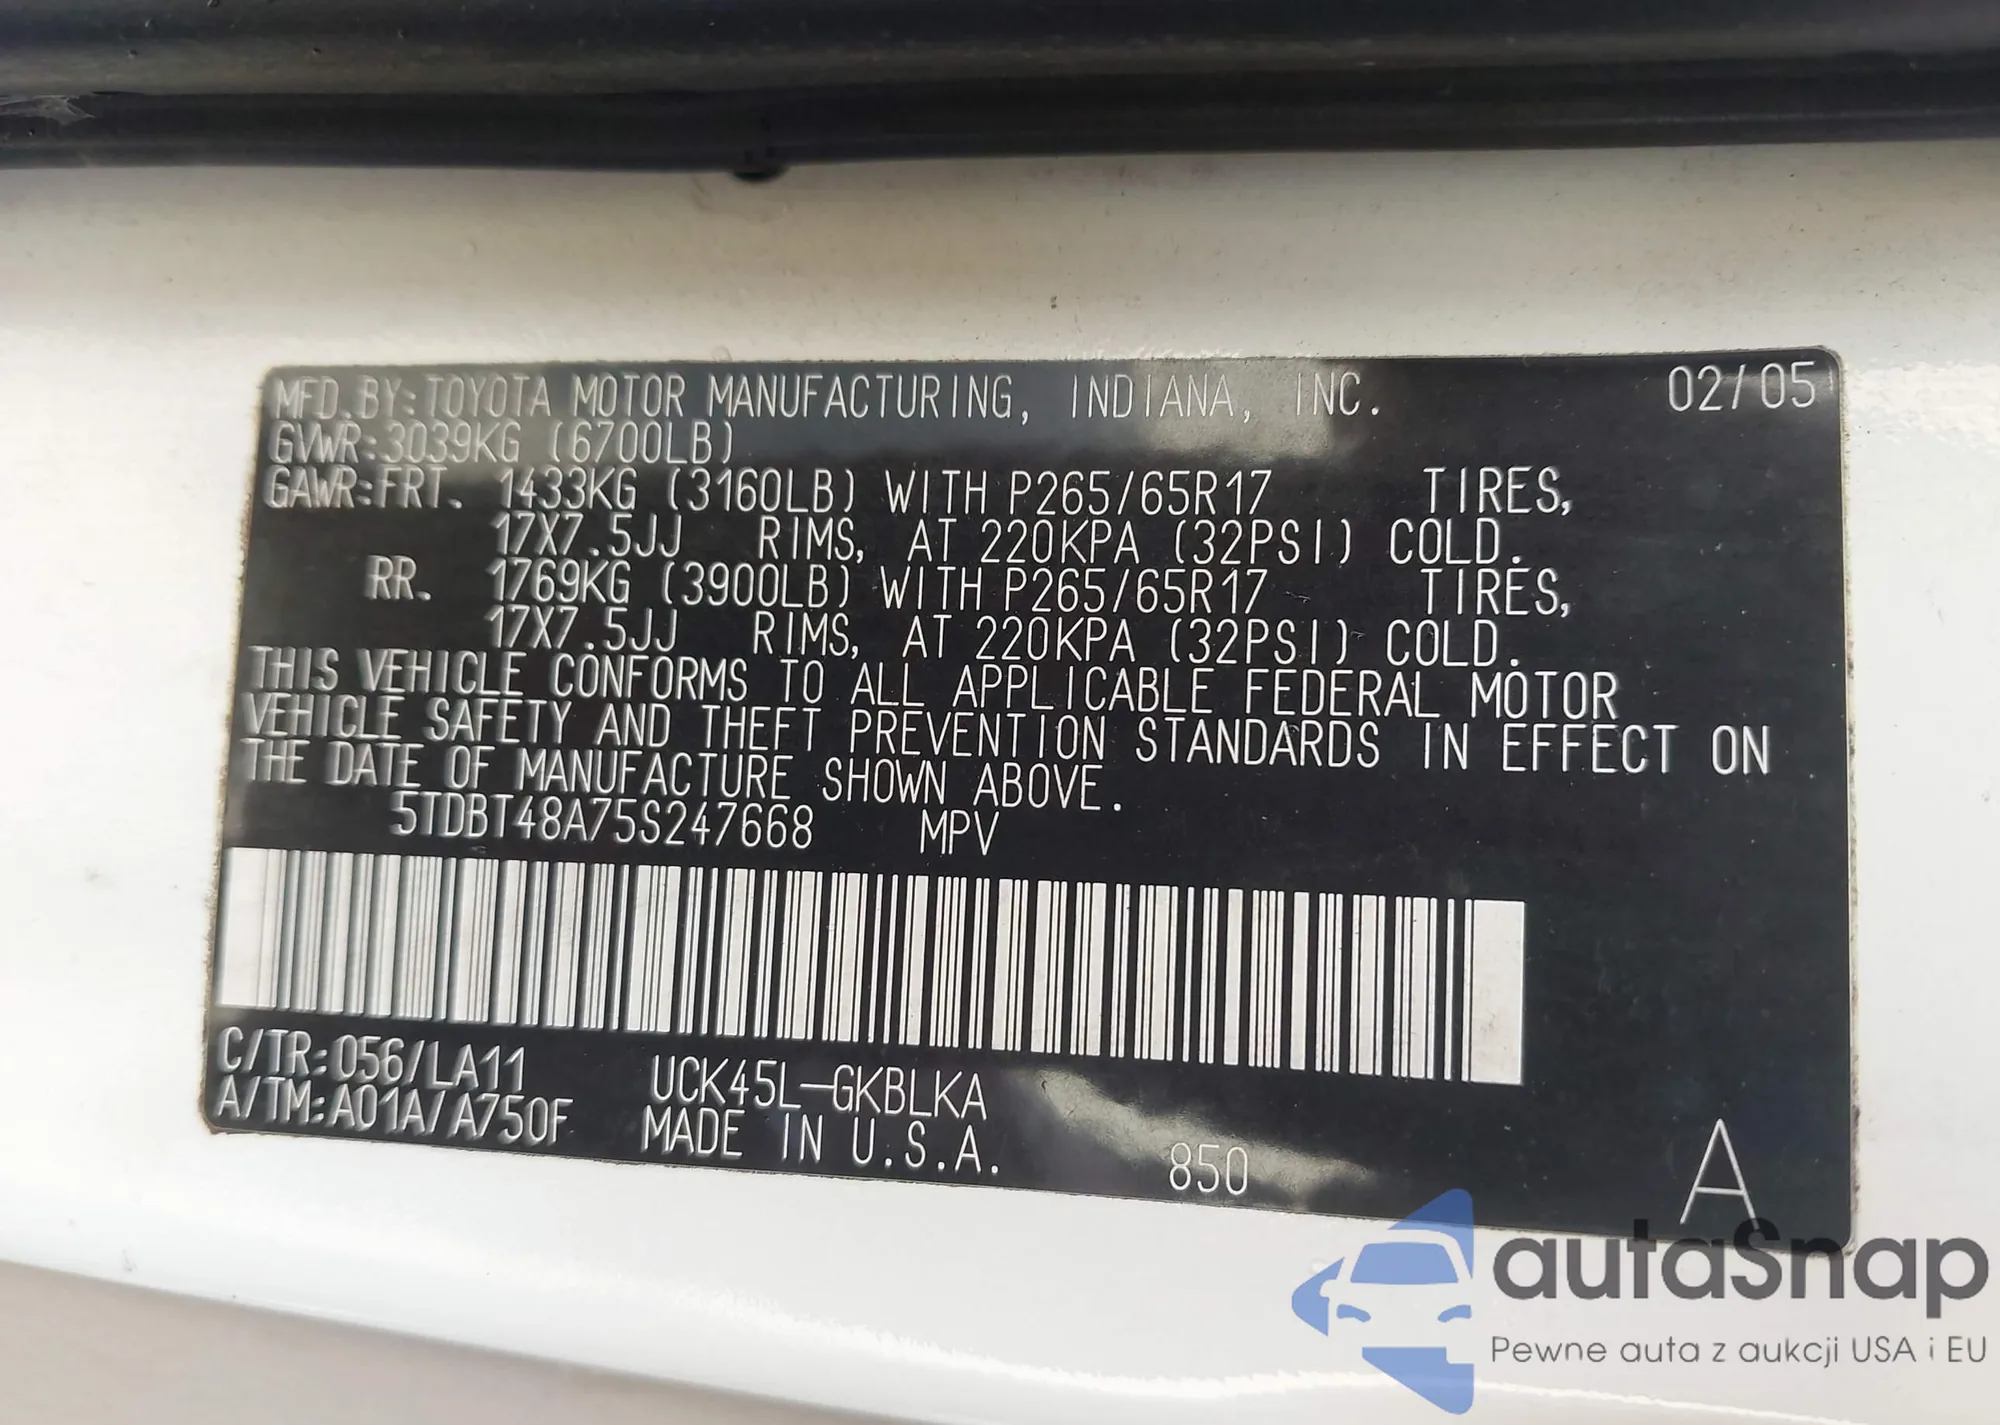 MFD. BY: TOYOTA MOTOR MANUFACTURING, INDIANA, INC. 02/05
GVWR: 3039KG (6700LB)
GAWR: FRT. 1433KG (3160LB) WITH P265/65R17 TIRES,
17X7.5JJ RIMS, AT 220KPA (32PSI) COLD.
RR. 1769KG (3900LB) WITH P265/65R17 TIRES,
17X7.5JJ RIMS, AT 220KPA (32PSI) COLD.
THIS VEHICLE CONFORMS TO ALL APPLICABLE FEDERAL MOTOR
VEHICLE SAFETY AND THEFT PREVENTION STANDARDS IN EFFECT ON
THE DATE OF MANUFACTURE SHOWN ABOVE.
5TDBT48A75S247668 MPV
C/TR: 056/LA11 UCK45L-GKBLKA
A/TM: A01A/A750F MADE IN U.S.A. 850 A
autaSnap
Pewne auta z aukcji USA i EU